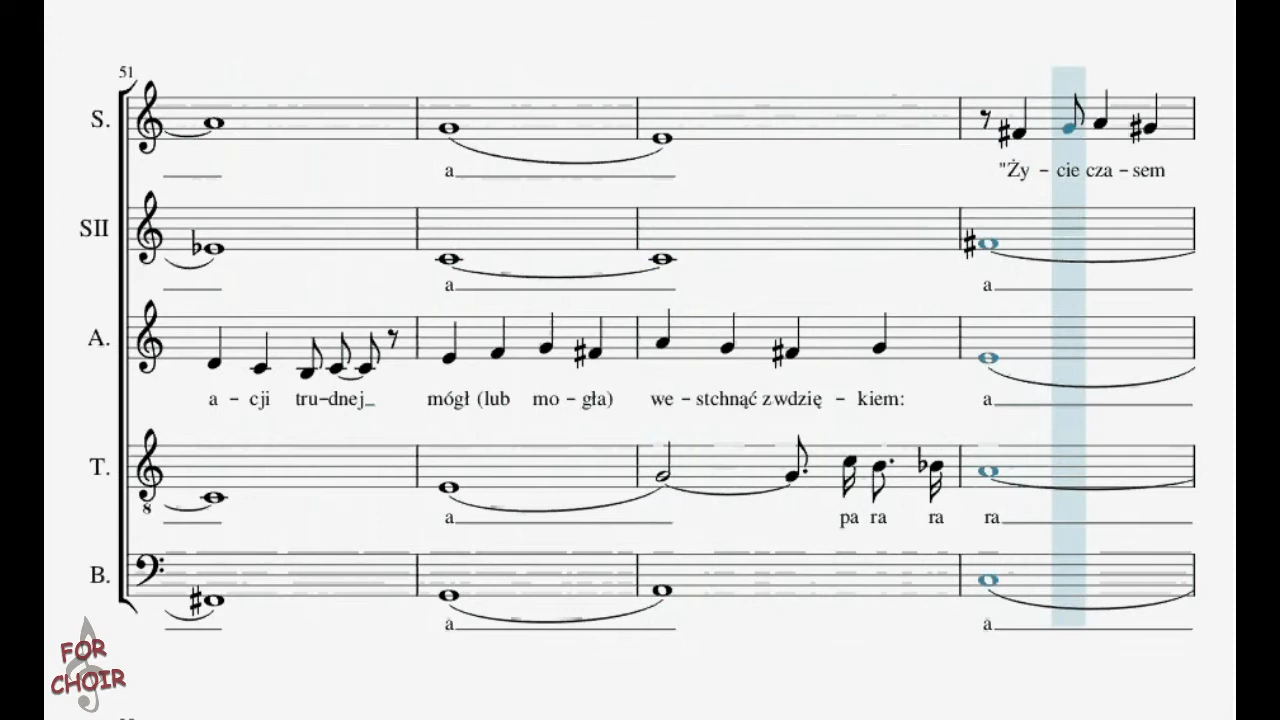 51
S.
"Ży - cie cza - sem
a
SII
a
a
A.
a - cji tru-dnej_ mógł (lub mo - gła) we - stchnąć z wdzię - kiem: a
T.
8
a pa ra ra ra
B.
a a
FOR
CHOIR